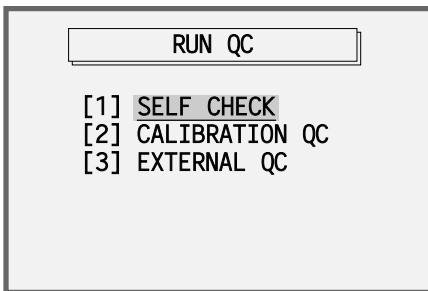 RUN QC
[1] SELF CHECK
[2] CALIBRATION QC
[3] EXTERNAL QC